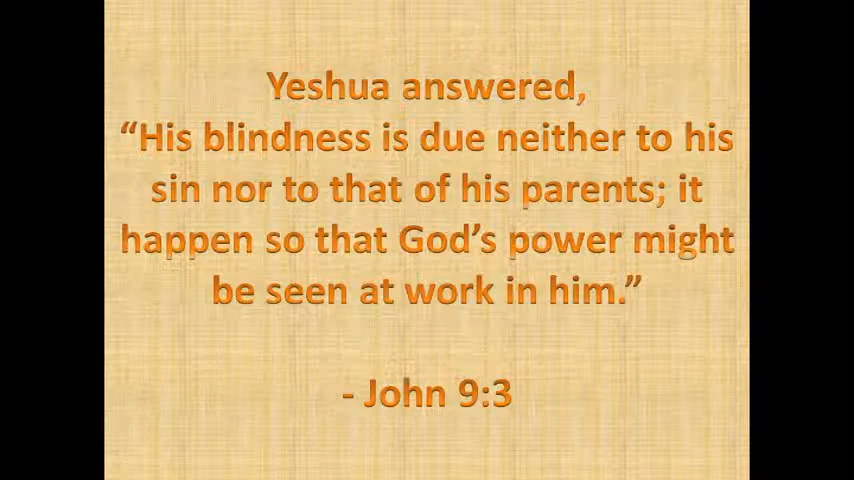 Yeshua answered,
“His blindness is due neither to his
sin nor to that of his parents; it
happen so that God’s power might
be seen at work in him.”
- John 9:3